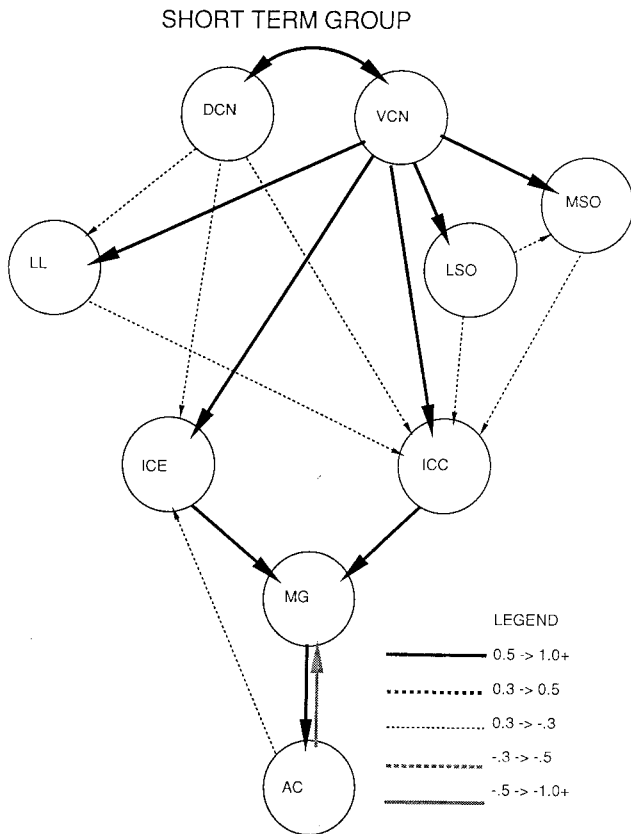 SHORT TERM GROUP
DCN
VCN
MSO
LL
LSO
ICE
ICC
MG
LEGEND
0.5 -> 1.0+
0.3 -> 0.5
0.3 -> -.3
-.3 -> -.5
-.5 -> -1.0+
AC